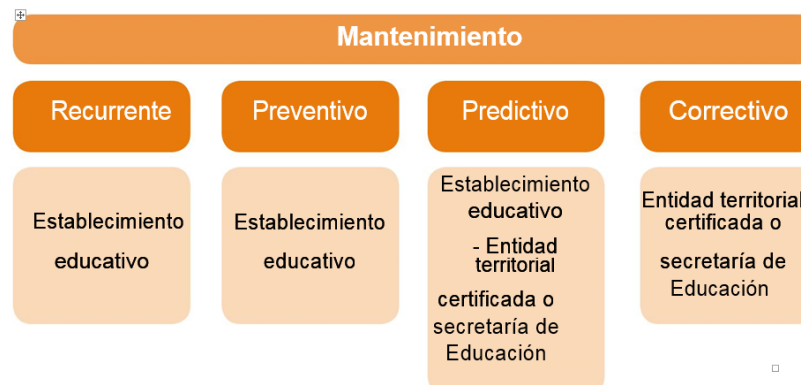 Mantenimiento
Recurrente
Preventivo
Predictivo
Correctivo
Establecimiento
educativo
Establecimiento
educativo
Establecimiento
educativo
- Entidad
territorial
certificada o
secretaría de
Educación
Entidad territorial
certificada o
secretaría de
Educación